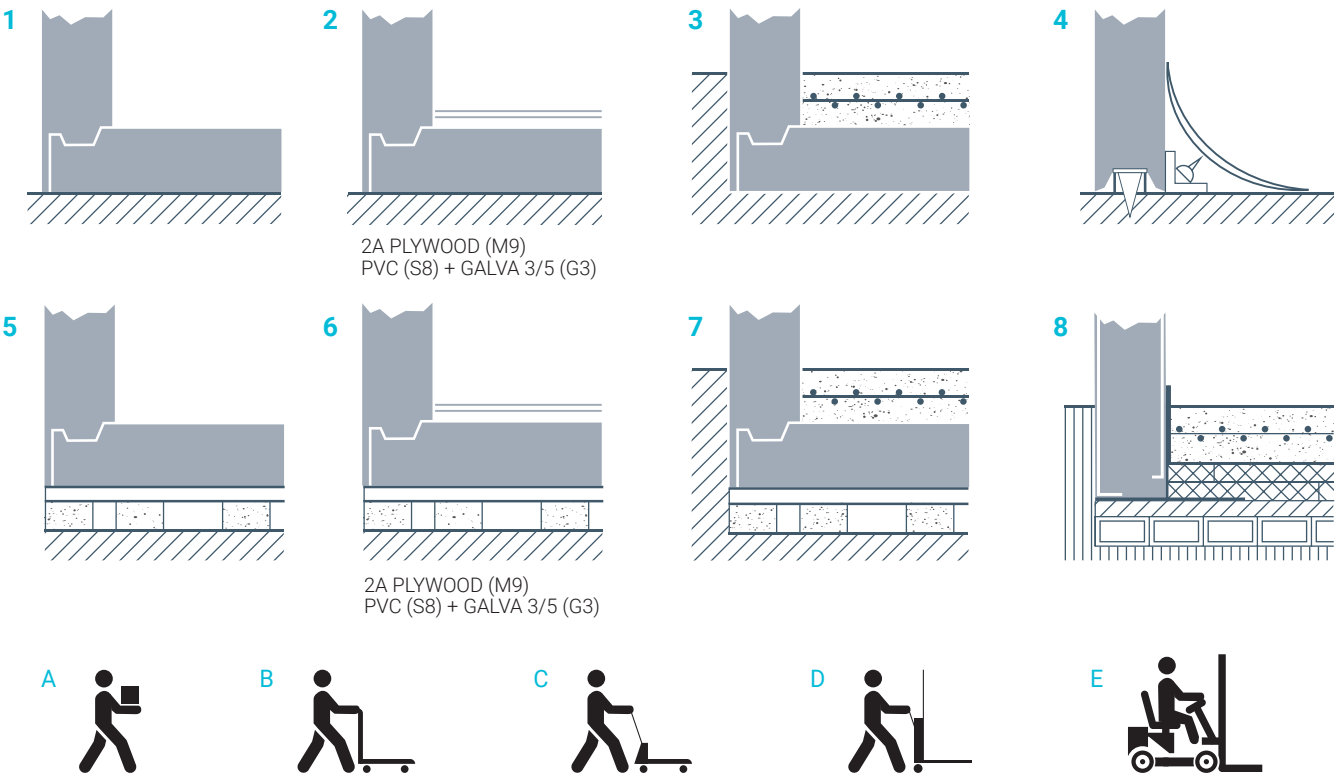 1
2
3
4
2A PLYWOOD (M9)
PVC (S8) + GALVA 3/5 (G3)
5
6
7
8
2A PLYWOOD (M9)
PVC (S8) + GALVA 3/5 (G3)
A
B
C
D
E